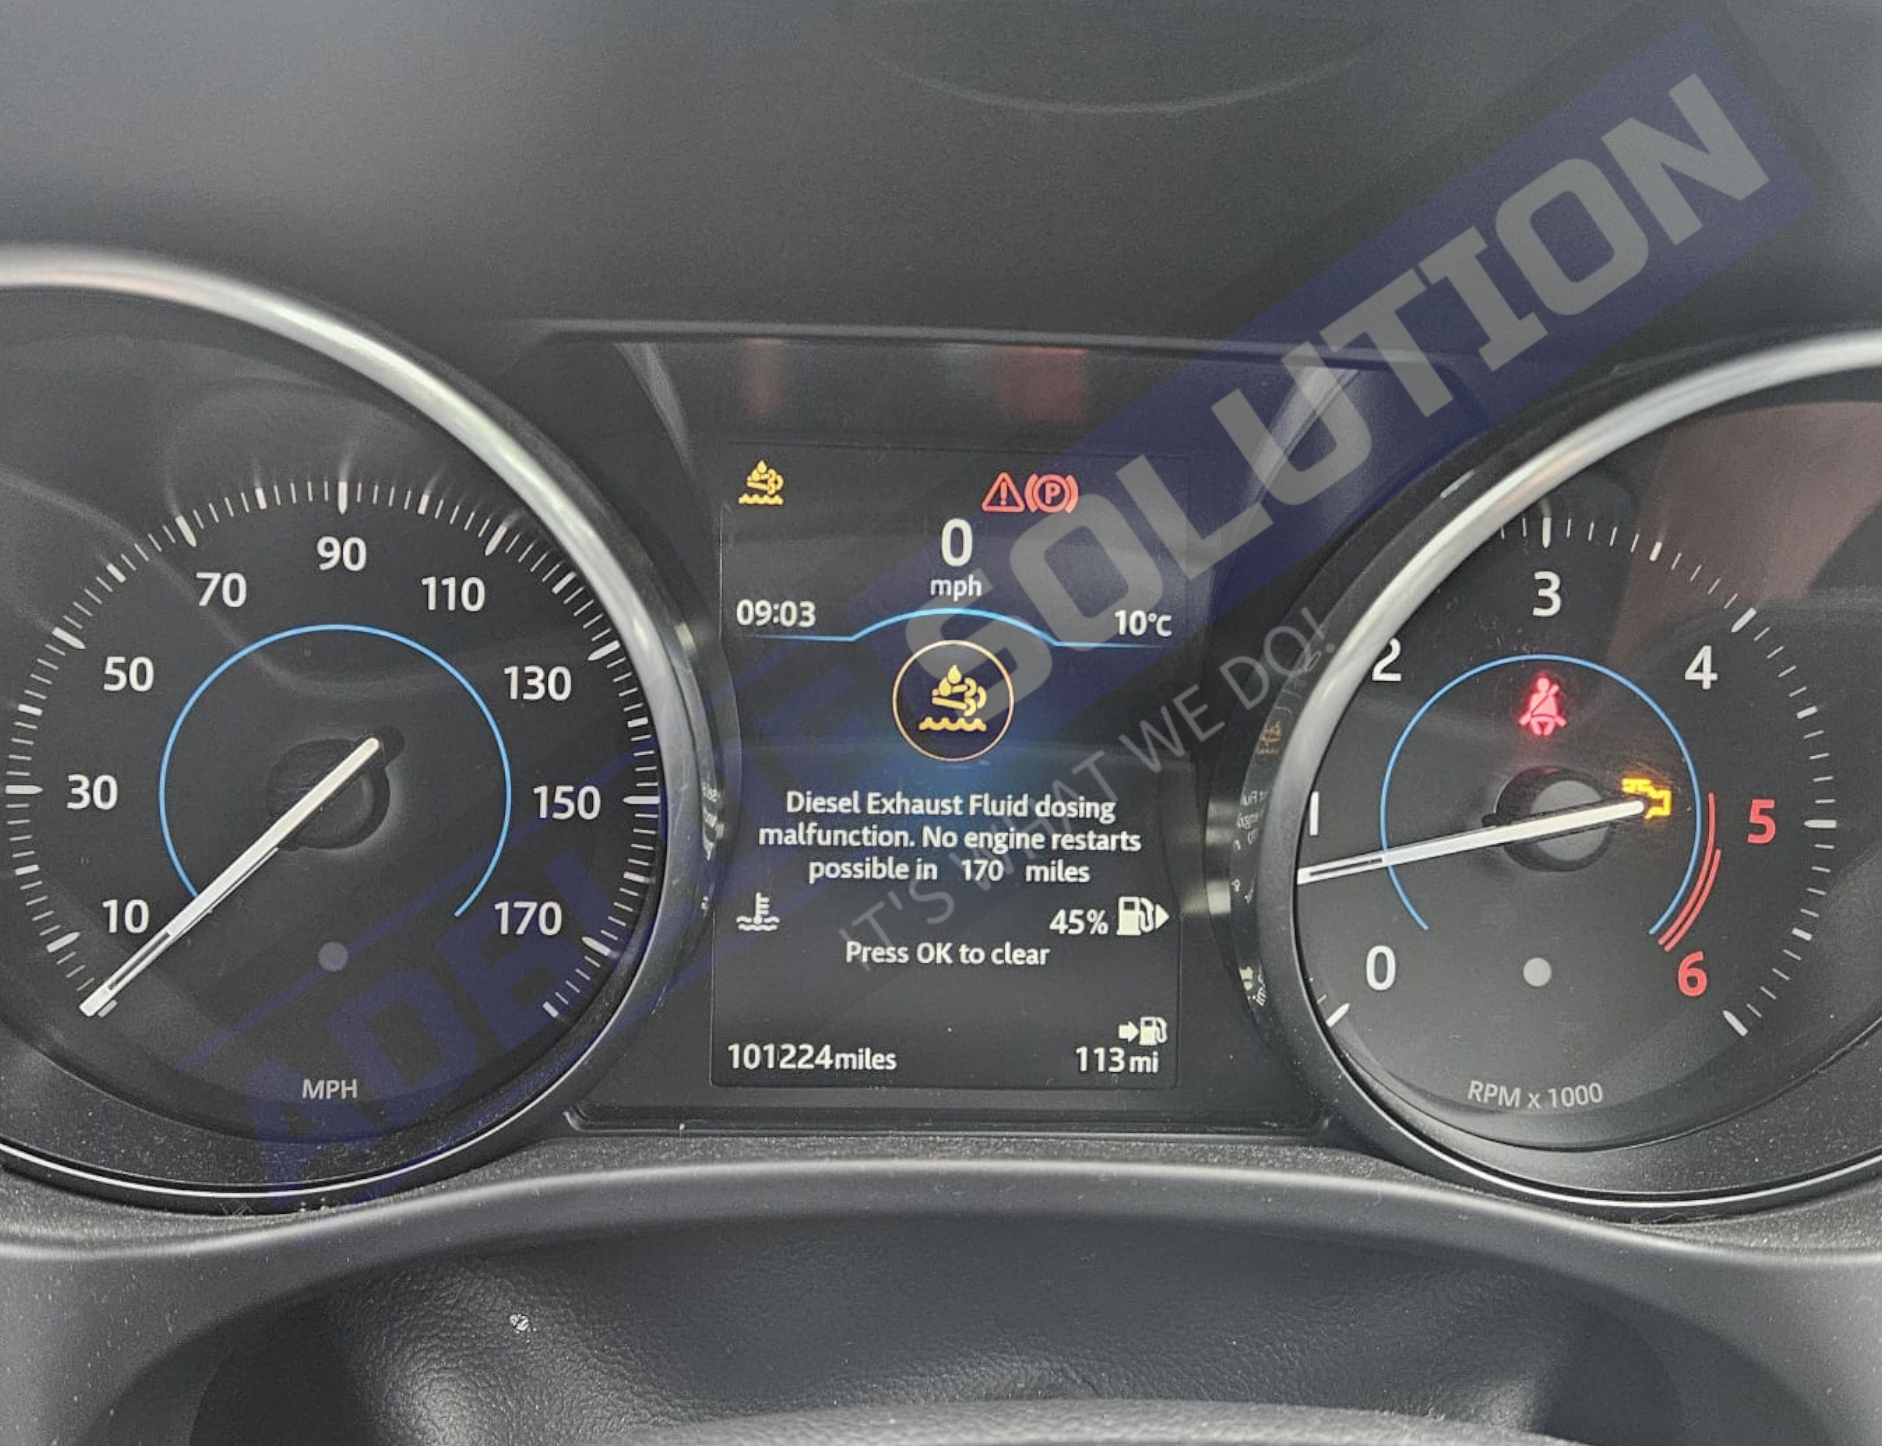 10
30
50
70
90
110
130
150
170
MPH
0
mph
09:03
10°C
Diesel Exhaust Fluid dosing
malfunction. No engine restarts
possible in 170 miles
45%
Press OK to clear
101224miles
113mi
0
1
2
3
4
5
6
RPM x 1000
P
ADBLUE SOLUTION
IT'S WHAT WE DO!